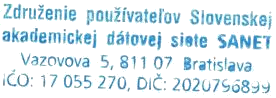 Združenie používateľov Slovenskej
akademickej dátovej siete SANET
Vazovova 5, 811 07 Bratislava
IČO: 17 055 270, DIČ: 2020796899